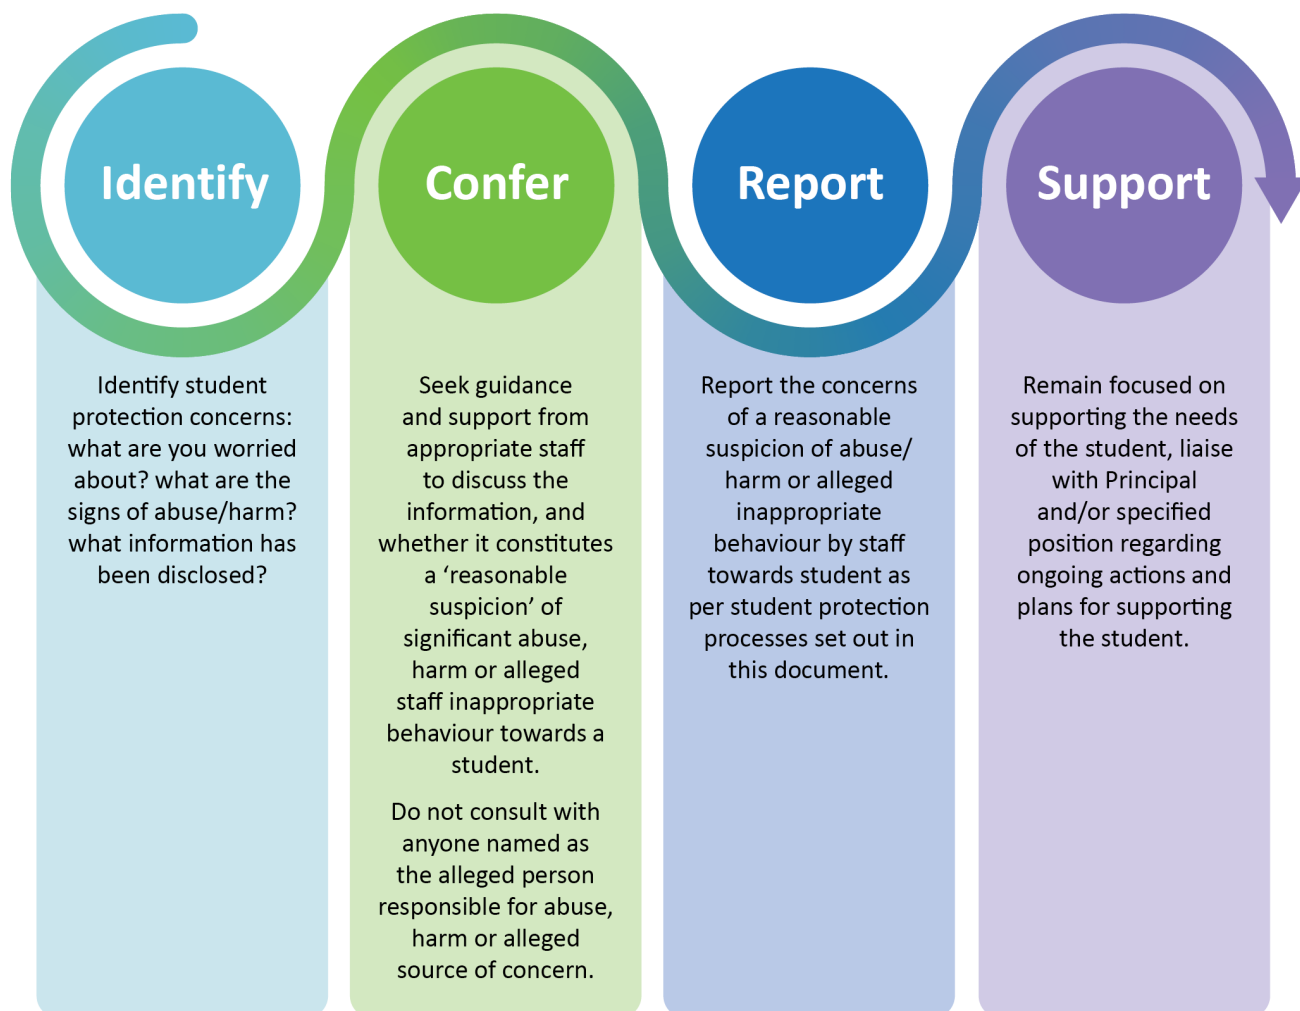 Identify
Identify student
protection concerns:
what are you worried
about? what are the
signs of abuse/harm?
what information has
been disclosed?
Confer
Seek guidance
and support from
appropriate staff
to discuss the
information, and
whether it constitutes
a ‘reasonable
suspicion’ of
significant abuse,
harm or alleged
staff inappropriate
behaviour towards a
student.
Do not consult with
anyone named as
the alleged person
responsible for abuse,
harm or alleged
source of concern.
Report
Report the concerns
of a reasonable
suspicion of abuse/
harm or alleged
inappropriate
behaviour by staff
towards student as
per student protection
processes set out in
this document.
Support
Remain focused on
supporting the needs
of the student, liaise
with Principal
and/or specified
position regarding
ongoing actions and
plans for supporting
the student.